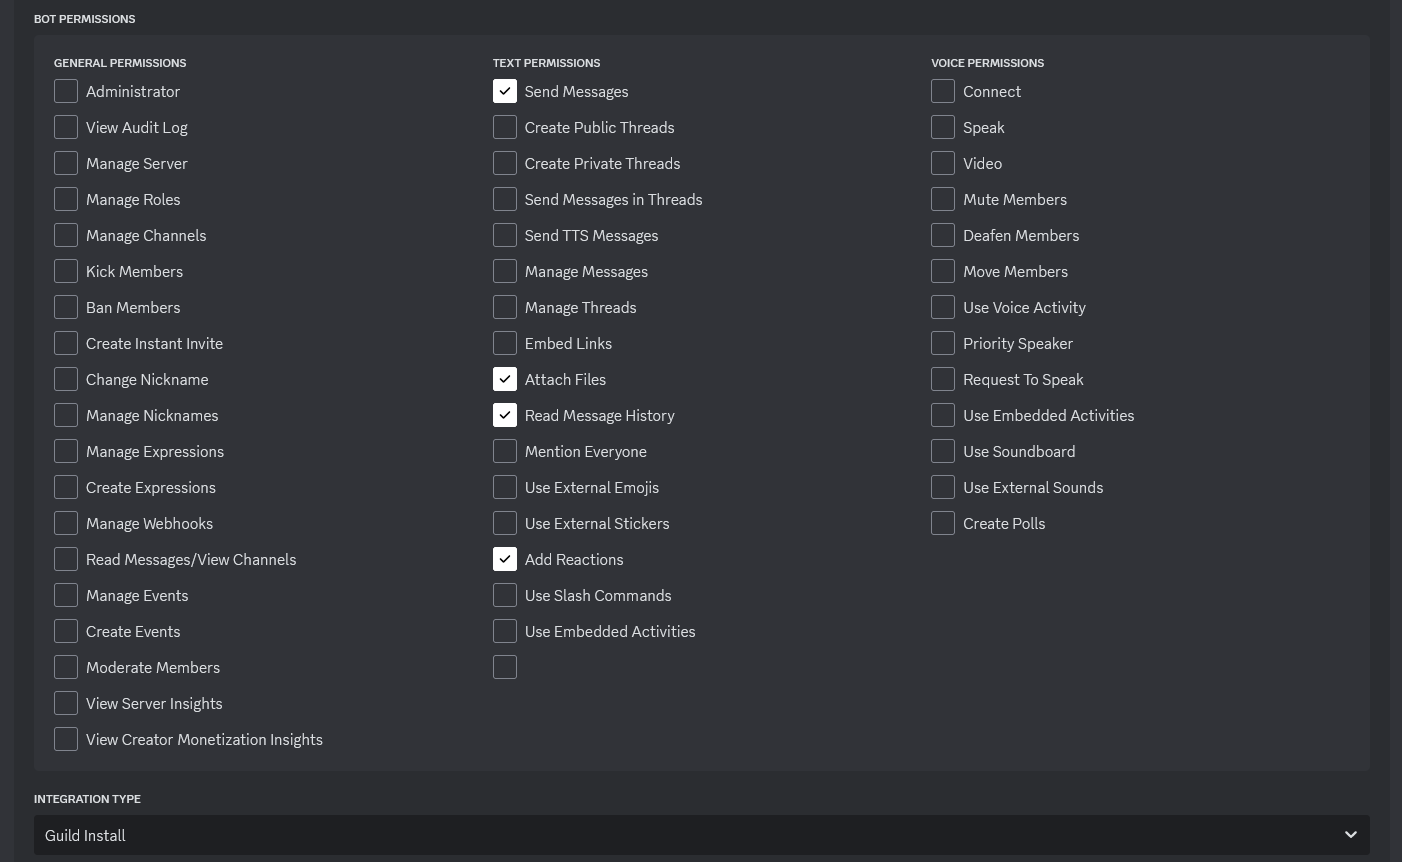 BOT PERMISSIONS
GENERAL PERMISSIONS
Administrator
View Audit Log
Manage Server
Manage Roles
Manage Channels
Kick Members
Ban Members
Create Instant Invite
Change Nickname
Manage Nicknames
Manage Expressions
Create Expressions
Manage Webhooks
Read Messages/View Channels
Manage Events
Create Events
Moderate Members
View Server Insights
View Creator Monetization Insights
TEXT PERMISSIONS
Send Messages
Create Public Threads
Create Private Threads
Send Messages in Threads
Send TTS Messages
Manage Messages
Manage Threads
Embed Links
Attach Files
Read Message History
Mention Everyone
Use External Emojis
Use External Stickers
Add Reactions
Use Slash Commands
Use Embedded Activities
VOICE PERMISSIONS
Connect
Speak
Video
Mute Members
Deafen Members
Move Members
Use Voice Activity
Priority Speaker
Request To Speak
Use Embedded Activities
Use Soundboard
Use External Sounds
Create Polls
INTEGRATION TYPE
Guild Install